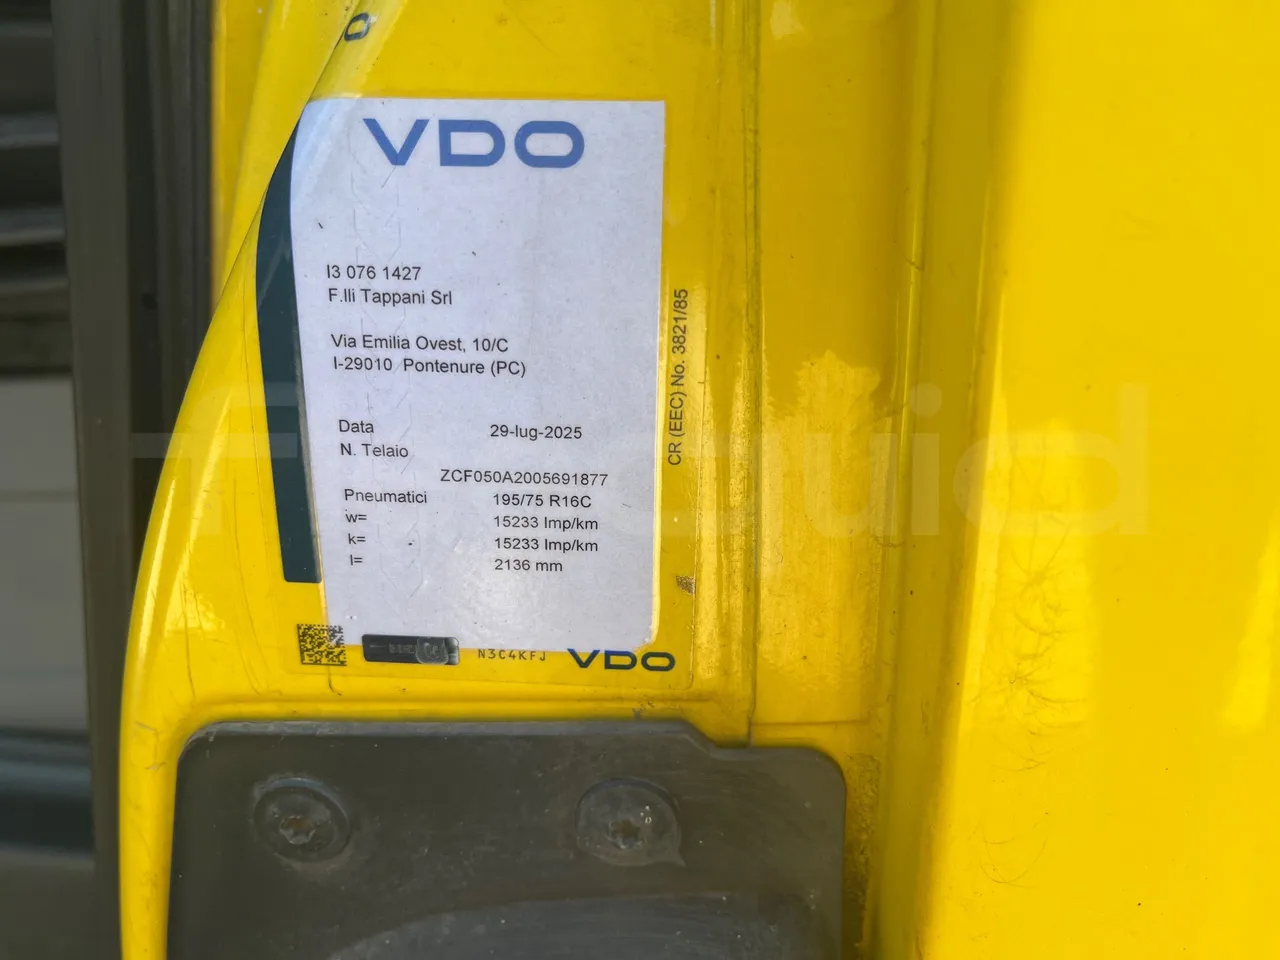 VDO
I3 076 1427
F.lli Tappani Srl
Via Emilia Ovest, 10/C
I-29010 Pontenure (PC)
Data 29-lug-2025
N. Telaio
ZCF050A2005691877
Pneumatici 195/75 R16C
w= 15233 Imp/km
k= 15233 Imp/km
l= 2136 mm
CR (EEC) No. 3821/85
N3C4KFJ VDO